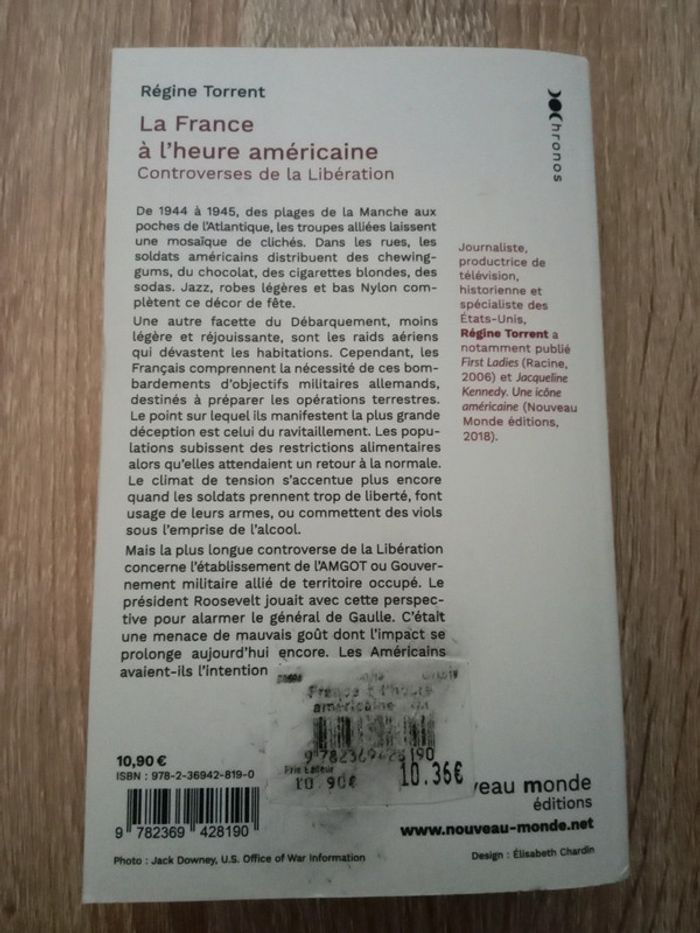 Régine Torrent
La France
à l'heure américaine
Controverses de la Libération
De 1944 à 1945, des plages de la Manche aux
poches de l'Atlantique, les troupes alliées laissent
une mosaïque de clichés. Dans les rues, les
soldats américains distribuent des chewing-
gums, du chocolat, des cigarettes blondes, des
sodas. Jazz, robes légères et bas Nylon com-
plètent ce décor de fête.
Une autre facette du Débarquement, moins
légère et réjouissante, sont les raids aériens
qui dévastent les habitations. Cependant, les
Français comprennent la nécessité de ces bom-
bardements d'objectifs militaires allemands,
destinés à préparer les opérations terrestres.
Le point sur lequel ils manifestent la plus grande
déception est celui du ravitaillement. Les popu-
lations subissent des restrictions alimentaires
alors qu'elles attendaient un retour à la normale.
Le climat de tension s'accentue plus encore
quand les soldats prennent trop de liberté, font
usage de leurs armes, ou commettent des viols
sous l'emprise de l'alcool.
Mais la plus longue controverse de la Libération
concerne l'établissement de l'AMGOT ou Gouver-
nement militaire allié de territoire occupé. Le
président Roosevelt jouait avec cette perspec-
tive pour alarmer le général de Gaulle. C'était
une menace de mauvais goût dont l'impact se
prolonge aujourd'hui encore. Les Américains
avaient-ils l'intention
hronos
Journaliste,
productrice de
télévision,
historienne et
spécialiste des
États-Unis,
Régine Torrent a
notamment publié
First Ladies (Racine,
2006) et Jacqueline
Kennedy. Une icône
américaine (Nouveau
Monde éditions,
2018).
France à l'heure
américaine
9 782369 428190
Prix Editeur
10.90€
10.36€
10,90 €
ISBN : 978-2-36942-819-0
9 782369 428190
veau monde
éditions
www.nouveau-monde.net
Photo : Jack Downey, U.S. Office of War Information
Design : Élisabeth Chardin